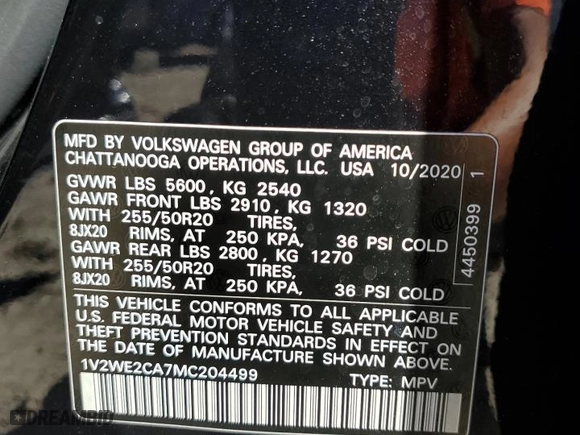 MFD BY VOLKSWAGEN GROUP OF AMERICA
CHATTANOOGA OPERATIONS, LLC. USA 10/2020
GVWR LBS 5600, KG 2540
GAWR FRONT LBS 2910, KG 1320
WITH 255/50R20 TIRES,
8JX20 RIMS, AT 250 KPA, 36 PSI COLD
GAWR REAR LBS 2800, KG 1270
WITH 255/50R20 TIRES,
8JX20 RIMS, AT 250 KPA, 36 PSI COLD
THIS VEHICLE CONFORMS TO ALL APPLICABLE
U.S. FEDERAL MOTOR VEHICLE SAFETY AND
THEFT PREVENTION STANDARDS IN EFFECT ON
THE DATE OF MANUFACTURE SHOWN ABOVE.
1V2WE2CA7MC204499 TYPE: MPV
4450399 1
© 1BRANDBID